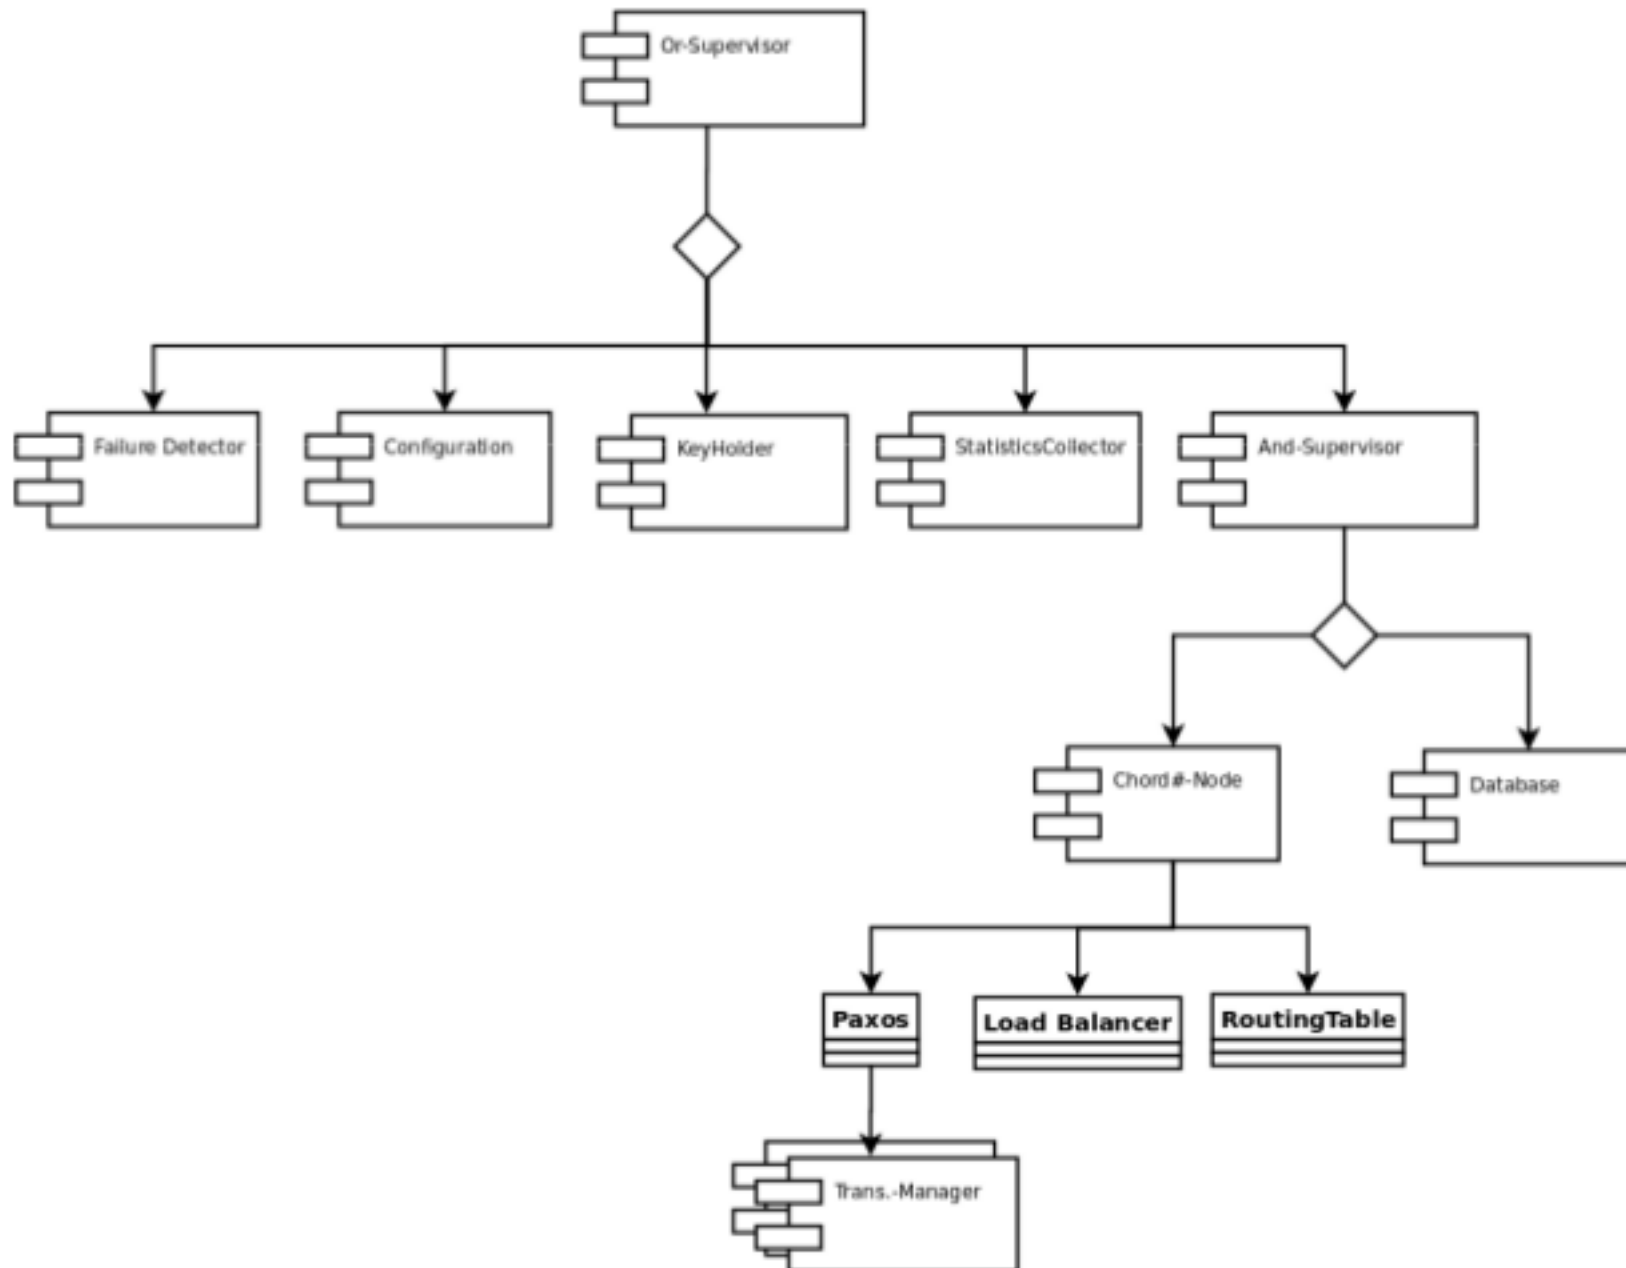 Or-Supervisor
Failure Detector
Configuration
KeyHolder
StatisticsCollector
And-Supervisor
Chord#-Node
Database
Paxos
Load Balancer
RoutingTable
Trans.-Manager